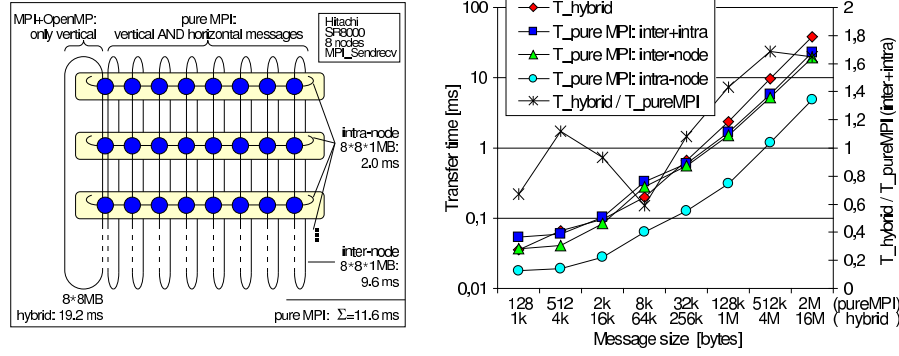 MPI+OpenMP:
only vertical
pure MPI:
vertical AND horizontal messages
Hitachi
SR8000
8 nodes
MPI_Sendrecv
intra-node
8*8*1MB:
2.0 ms
inter-node
8*8*1MB:
9.6 ms
8*8MB
hybrid: 19.2 ms
pure MPI: Σ=11.6 ms
T_hybrid
T_pure MPI: inter+intra
T_pure MPI: inter-node
T_pure MPI: intra-node
T_hybrid / T_pureMPI
Transfer time [ms]
100
10
1
0,1
0,01
2
1,8
1,6
1,4
1,2
1
0,8
0,6
0,4
0,2
0
T_hybrid / T_pureMPI (inter+intra)
128 512 2k 8k 32k 128k 512k 2M (pureMPI)
1k 4k 16k 64k 256k 1M 4M 16M ( hybrid )
Message size [bytes]